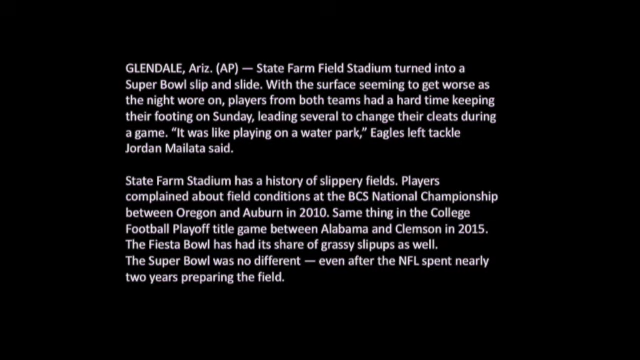 GLENDALE, Ariz. (AP) — State Farm Field Stadium turned into a
Super Bowl slip and slide. With the surface seeming to get worse as
the night wore on, players from both teams had a hard time keeping
their footing on Sunday, leading several to change their cleats during
a game. “It was like playing on a water park,” Eagles left tackle
Jordan Mailata said.
State Farm Stadium has a history of slippery fields. Players
complained about field conditions at the BCS National Championship
between Oregon and Auburn in 2010. Same thing in the College
Football Playoff title game between Alabama and Clemson in 2015.
The Fiesta Bowl has had its share of grassy slipups as well.
The Super Bowl was no different — even after the NFL spent nearly
two years preparing the field.